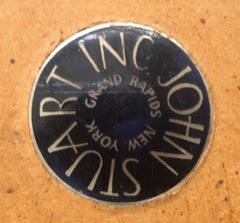 JOHN STUART INC
NEW YORK GRAND RAPIDS